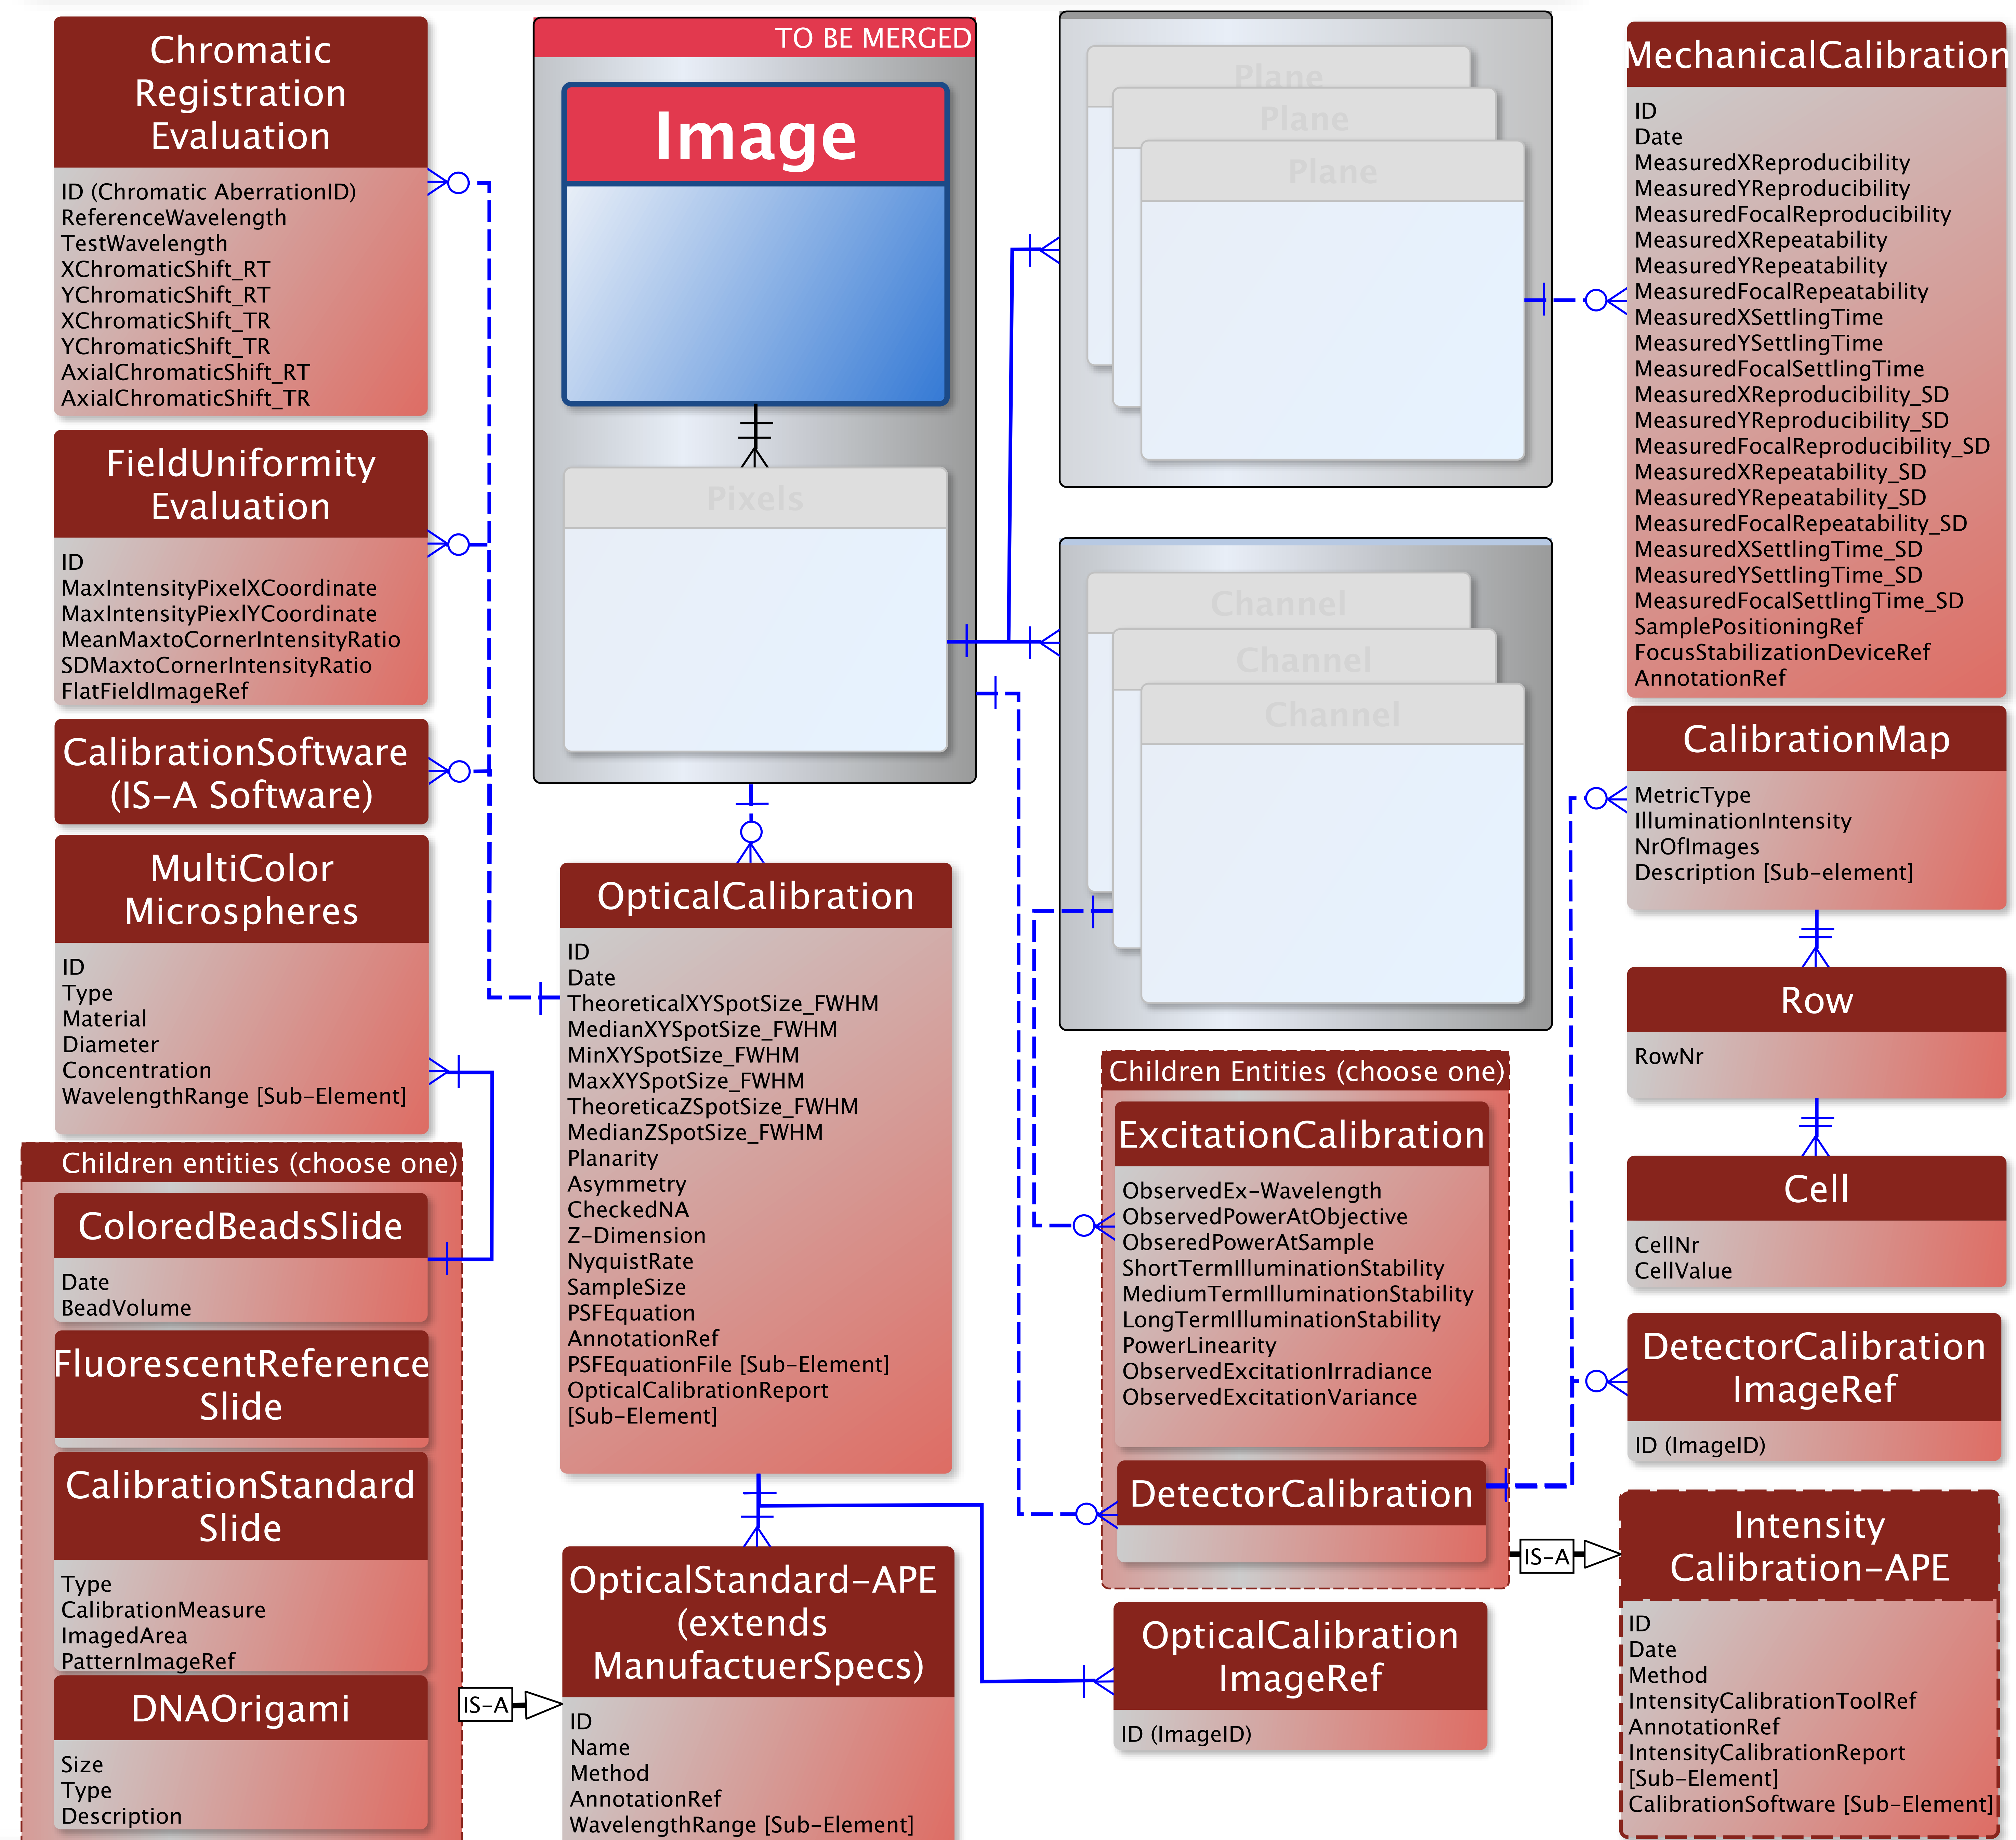 Chromatic
Registration
Evaluation
ID (Chromatic AberrationID)
ReferenceWavelength
TestWavelength
XChromaticShift_RT
YChromaticShift_RT
XChromaticShift_TR
YChromaticShift_TR
AxialChromaticShift_RT
AxialChromaticShift_TR
FieldUniformity
Evaluation
ID
MaxIntensityPixelXCoordinate
MaxIntensityPiexlYCoordinate
MeanMaxtoCornerIntensityRatio
SDMaxtoCornerIntensityRatio
FlatFieldImageRef
CalibrationSoftware
(IS-A Software)
MultiColor
Microspheres
ID
Type
Material
Diameter
Concentration
WavelengthRange [Sub-Element]
Children entities (choose one)
ColoredBeadsSlide
Date
BeadVolume
FluorescentReference
Slide
CalibrationStandard
Slide
Type
CalibrationMeasure
ImagedArea
PatternImageRef
DNAOrigami
Size
Type
Description
IS-A
TO BE MERGED
Image
Pixels
OpticalCalibration
ID
Date
TheoreticalXYSpotSize_FWHM
MedianXYSpotSize_FWHM
MinXYSpotSize_FWHM
MaxXYSpotSize_FWHM
TheoreticaZSpotSize_FWHM
MedianZSpotSize_FWHM
Planarity
Asymmetry
CheckedNA
Z-Dimension
NyquistRate
SampleSize
PSFEquation
AnnotationRef
PSFEquationFile [Sub-Element]
OpticalCalibrationReport
[Sub-Element]
OpticalStandard-APE
(extends
ManufactuerSpecs)
ID
Name
Method
AnnotationRef
WavelengthRange [Sub-Element]
Plane
Plane
Plane
Channel
Channel
Channel
Children Entities (choose one)
ExcitationCalibration
ObservedEx-Wavelength
ObservedPowerAtObjective
ObseredPowerAtSample
ShortTermIlluminationStability
MediumTermIlluminationStability
LongTermIlluminationStability
PowerLinearity
ObservedExcitationIrradiance
ObservedExcitationVariance
DetectorCalibration
IS-A
OpticalCalibration
ImageRef
ID (ImageID)
MechanicalCalibration
ID
Date
MeasuredXReproducibility
MeasuredYReproducibility
MeasuredFocalReproducibility
MeasuredXRepeatability
MeasuredYRepeatability
MeasuredFocalRepeatability
MeasuredXSettlingTime
MeasuredYSettlingTime
MeasuredFocalSettlingTime
MeasuredXReproducibility_SD
MeasuredYReproducibility_SD
MeasuredFocalReproducibility_SD
MeasuredXRepeatability_SD
MeasuredYRepeatability_SD
MeasuredFocalRepeatability_SD
MeasuredXSettlingTime_SD
MeasuredYSettlingTime_SD
MeasuredFocalSettlingTime_SD
SamplePositioningRef
FocusStabilizationDeviceRef
AnnotationRef
CalibrationMap
MetricType
IlluminationIntensity
NrOfImages
Description [Sub-element]
Row
RowNr
Cell
CellNr
CellValue
DetectorCalibration
ImageRef
ID (ImageID)
Intensity
Calibration-APE
ID
Date
Method
IntensityCalibrationToolRef
AnnotationRef
IntensityCalibrationReport
[Sub-Element]
CalibrationSoftware [Sub-Element]